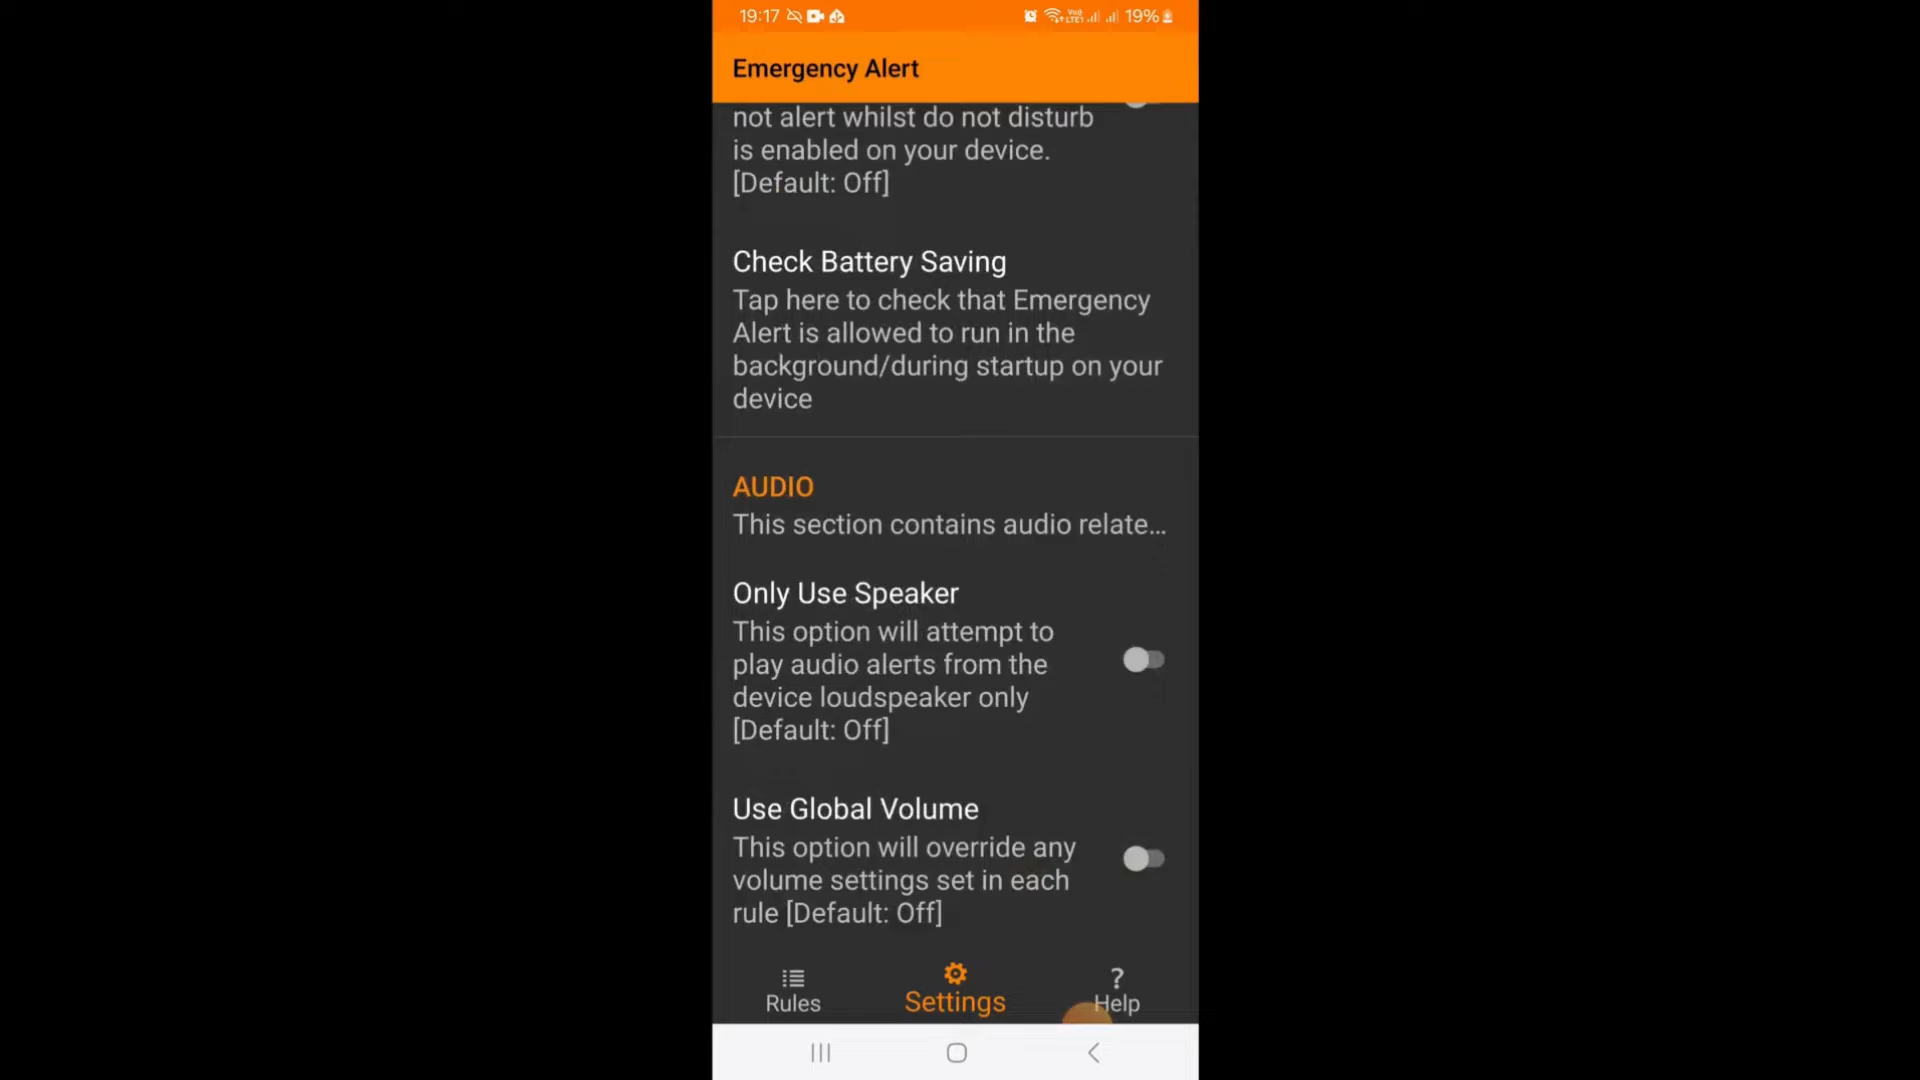 19:17
19%
Emergency Alert
not alert whilst do not disturb
is enabled on your device.
[Default: Off]
Check Battery Saving
Tap here to check that Emergency
Alert is allowed to run in the
background/during startup on your
device
AUDIO
This section contains audio relate...
Only Use Speaker
This option will attempt to
play audio alerts from the
device loudspeaker only
[Default: Off]
Use Global Volume
This option will override any
volume settings set in each
rule [Default: Off]
Rules
Settings
? Help